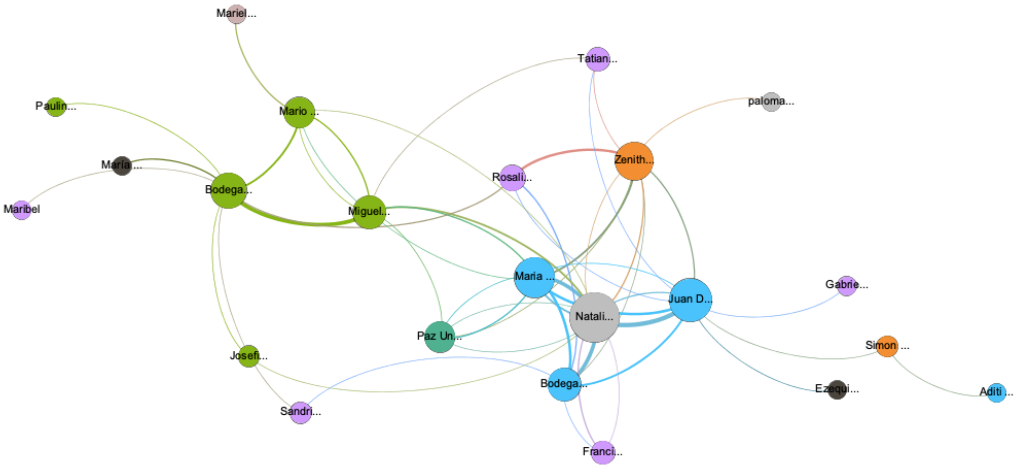 Mariel...
Tatian...
Paulin...
Mario ...
paloma...
María ...
Zenith...
Rosali...
Bodega...
Maribel
Miguel...
Maria ...
Gabrie...
Juan D...
Natali...
Paz Un...
Simon ...
Josefi...
Bodega...
Ezequi...
Aditi ...
Sandri...
Franci...